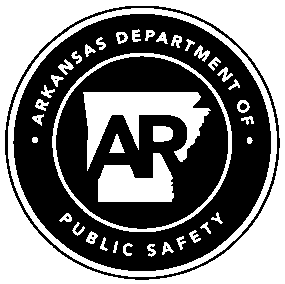 • ARKANSAS DEPARTMENT OF •
AR
PUBLIC SAFETY